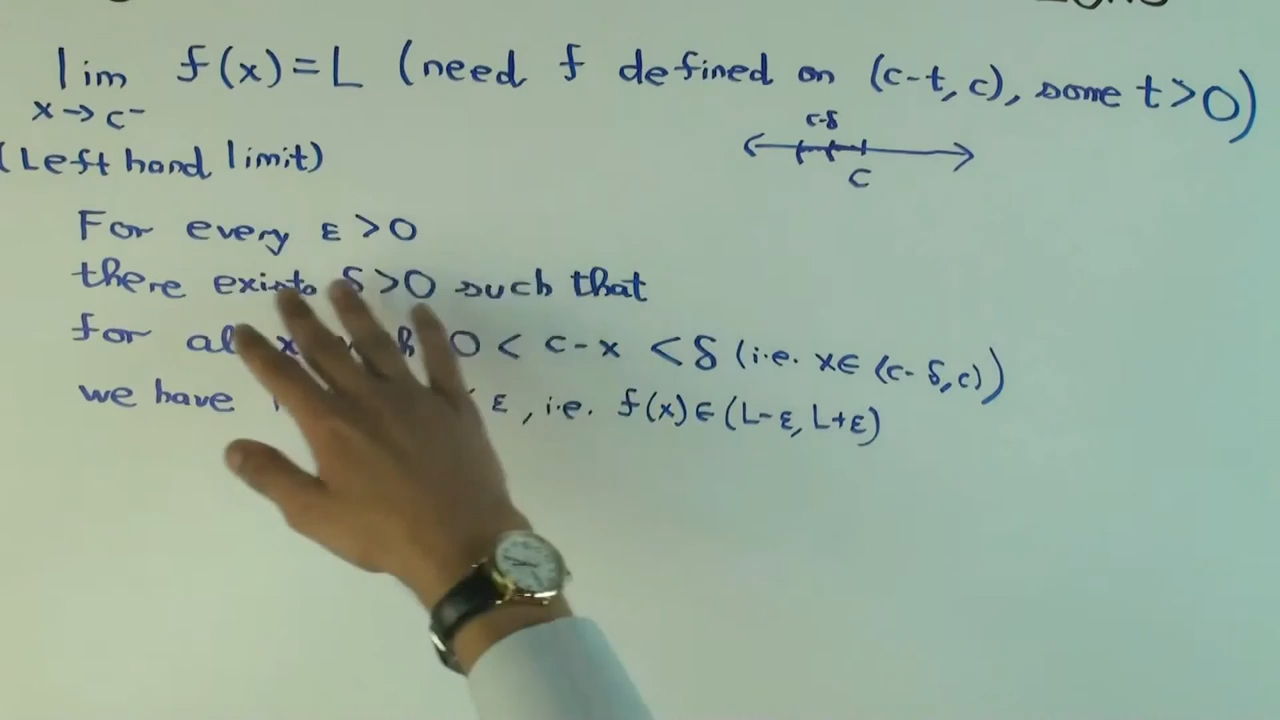 lim f(x) = L (need f defined on (c-t, c), some t > 0)
x → c⁻
c-δ
(Left hand limit)
c
For every ε > 0
there exists δ > 0 such that
for all x 0 < c - x < δ (i.e. x ∈ (c - δ, c))
we have ε, i.e. f(x) ∈ (L-ε, L+ε)